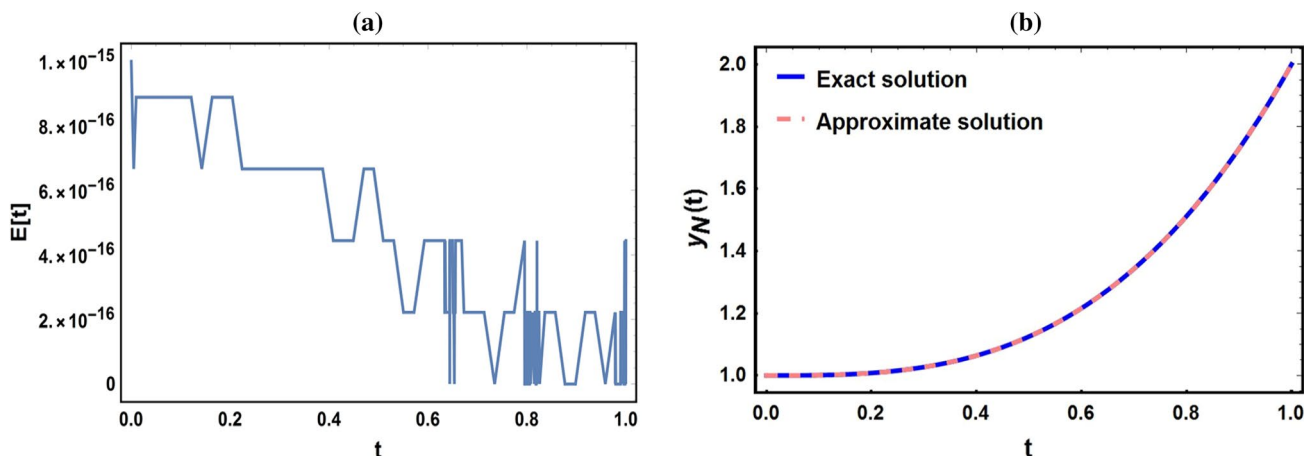 (a)
1.×10⁻¹⁵
8.×10⁻¹⁶
6.×10⁻¹⁶
4.×10⁻¹⁶
2.×10⁻¹⁶
0
E[t]
0.0 0.2 0.4 0.6 0.8 1.0
t
(b)
2.0
1.8
1.6
1.4
1.2
1.0
yN(t)
Exact solution
Approximate solution
0.0 0.2 0.4 0.6 0.8 1.0
t